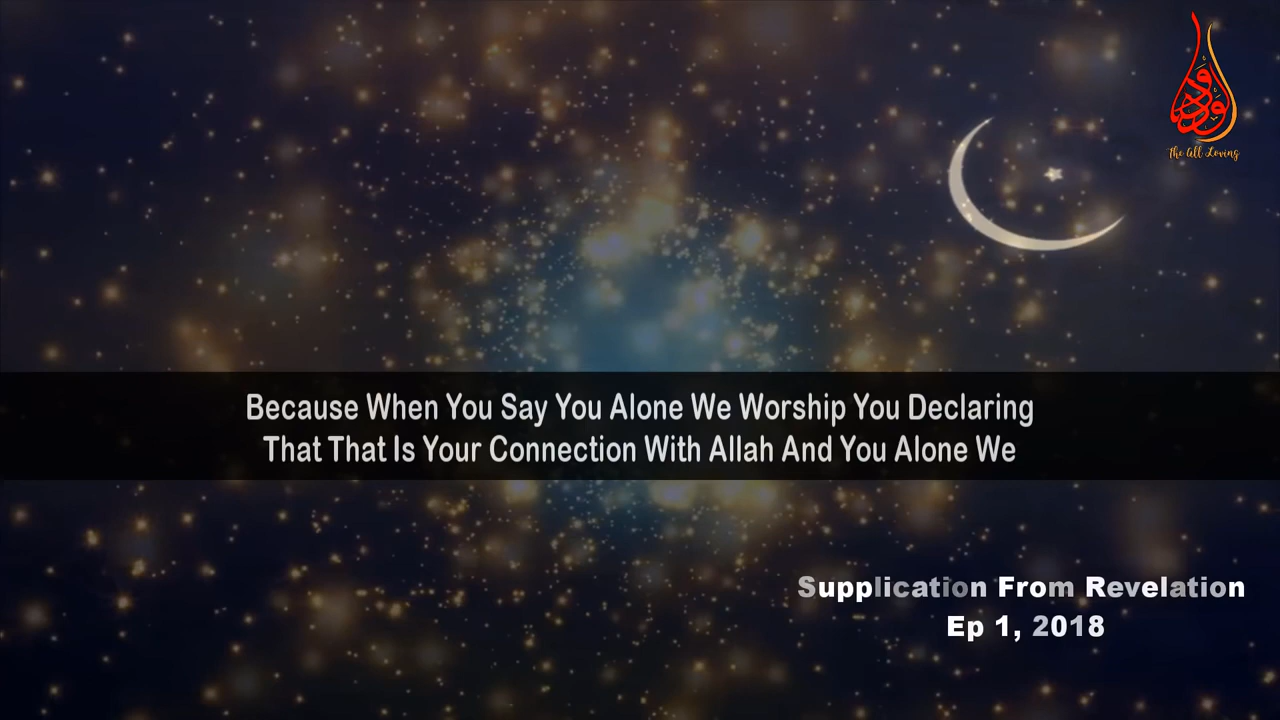 الودود
The All Loving
Because When You Say You Alone We Worship You Declaring
That That Is Your Connection With Allah And You Alone We
Supplication From Revelation
Ep 1, 2018